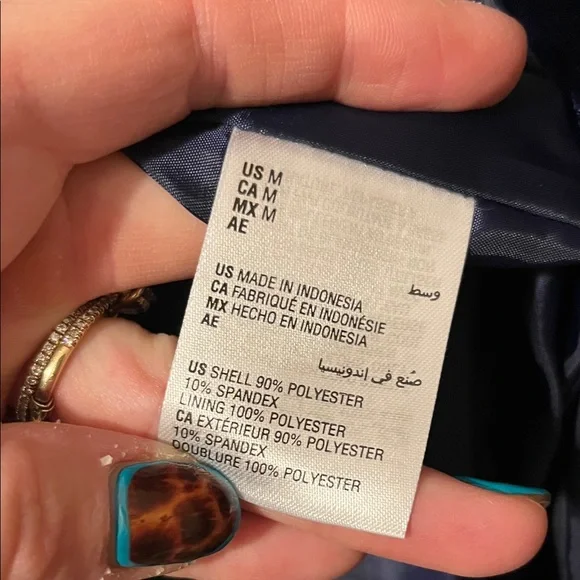 US M
CA M
MX M
AE
وسط
US MADE IN INDONESIA
CA FABRIQUÉ EN INDONÉSIE
MX HECHO EN INDONESIA
AE
صُنع في إندونيسيا
US SHELL 90% POLYESTER
10% SPANDEX
LINING 100% POLYESTER
CA EXTÉRIEUR 90% POLYESTER
10% SPANDEX
DOUBLURE 100% POLYESTER